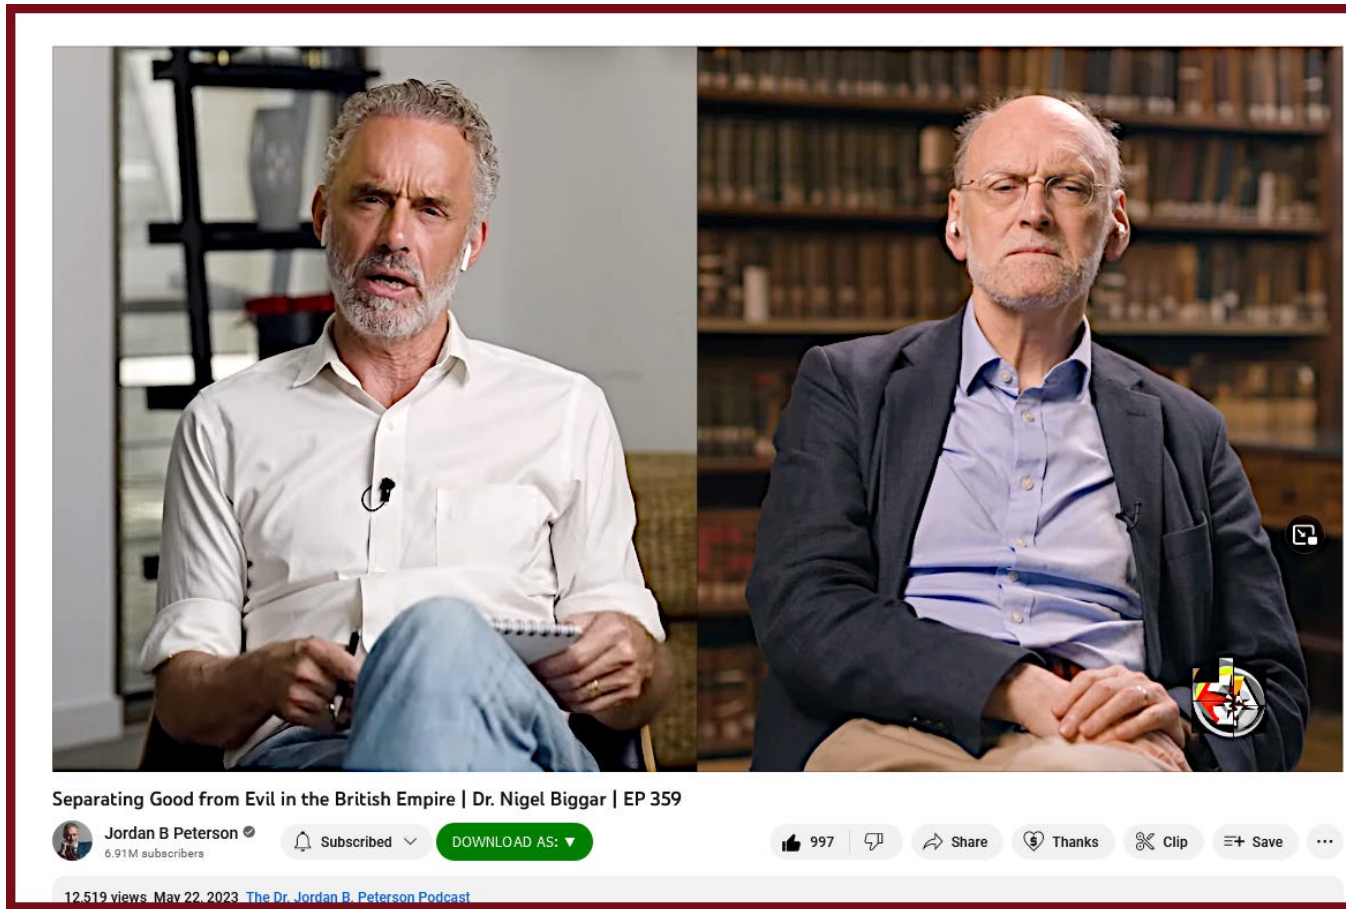 Separating Good from Evil in the British Empire | Dr. Nigel Biggar | EP 359
Jordan B Peterson
6.91M subscribers
Subscribed
DOWNLOAD AS: ▼
997
Share
Thanks
Clip
Save
12,519 views May 22, 2023 The Dr. Jordan B. Peterson Podcast